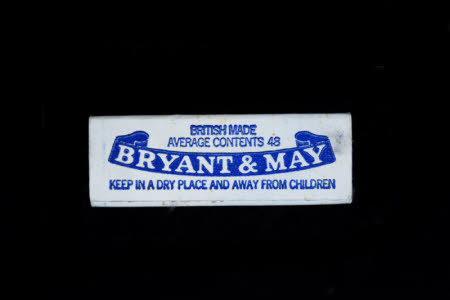 BRITISH MADE
AVERAGE CONTENTS 48
BRYANT & MAY
KEEP IN A DRY PLACE AND AWAY FROM CHILDREN